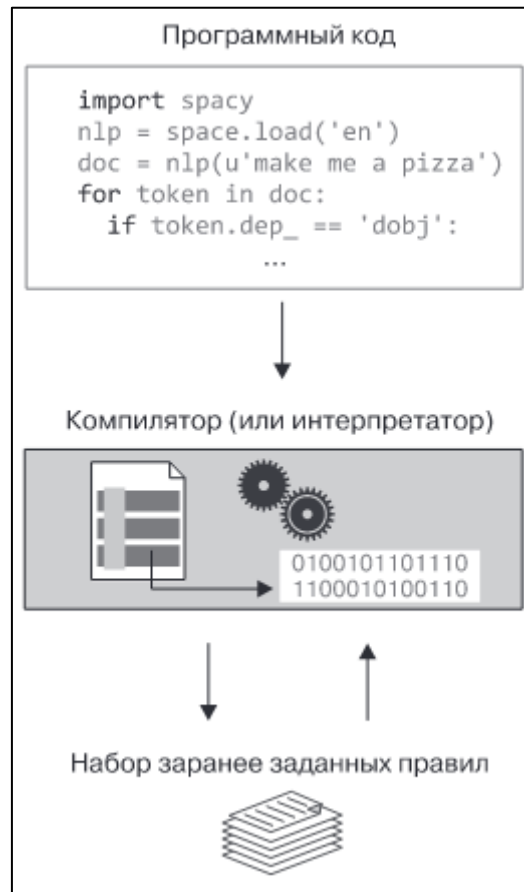 Программный код
import spacy
nlp = space.load('en')
doc = nlp(u'make me a pizza')
for token in doc:
if token.dep_ == 'dobj':
...
Компилятор (или интерпретатор)
0100101101110
11000010100110
Набор заранее заданных правил